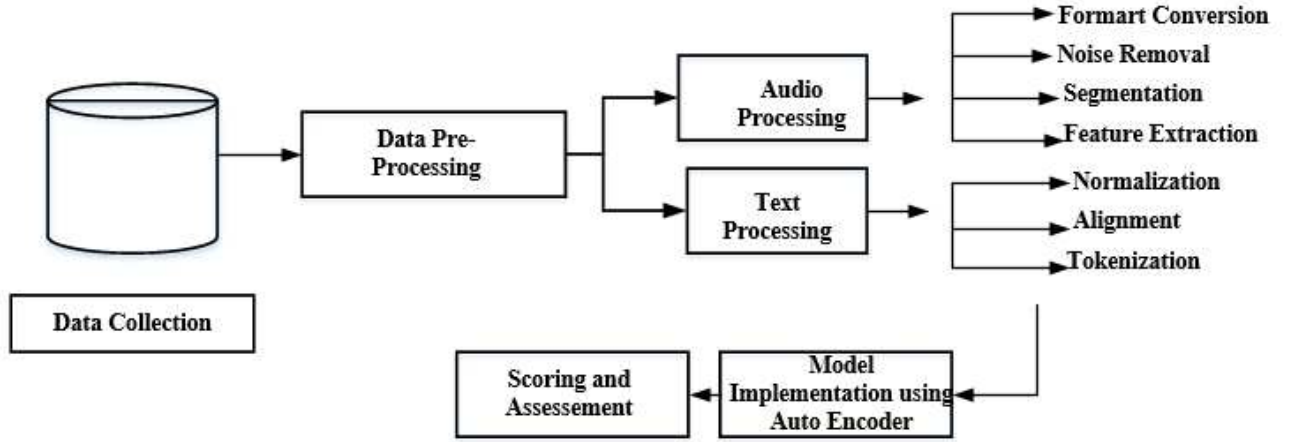 Data Collection
Data Pre-
Processing
Audio
Processing
Text
Processing
Formart Conversion
Noise Removal
Segmentation
Feature Extraction
Normalization
Alignment
Tokenization
Model
Implementation using
Auto Encoder
Scoring and
Assessement